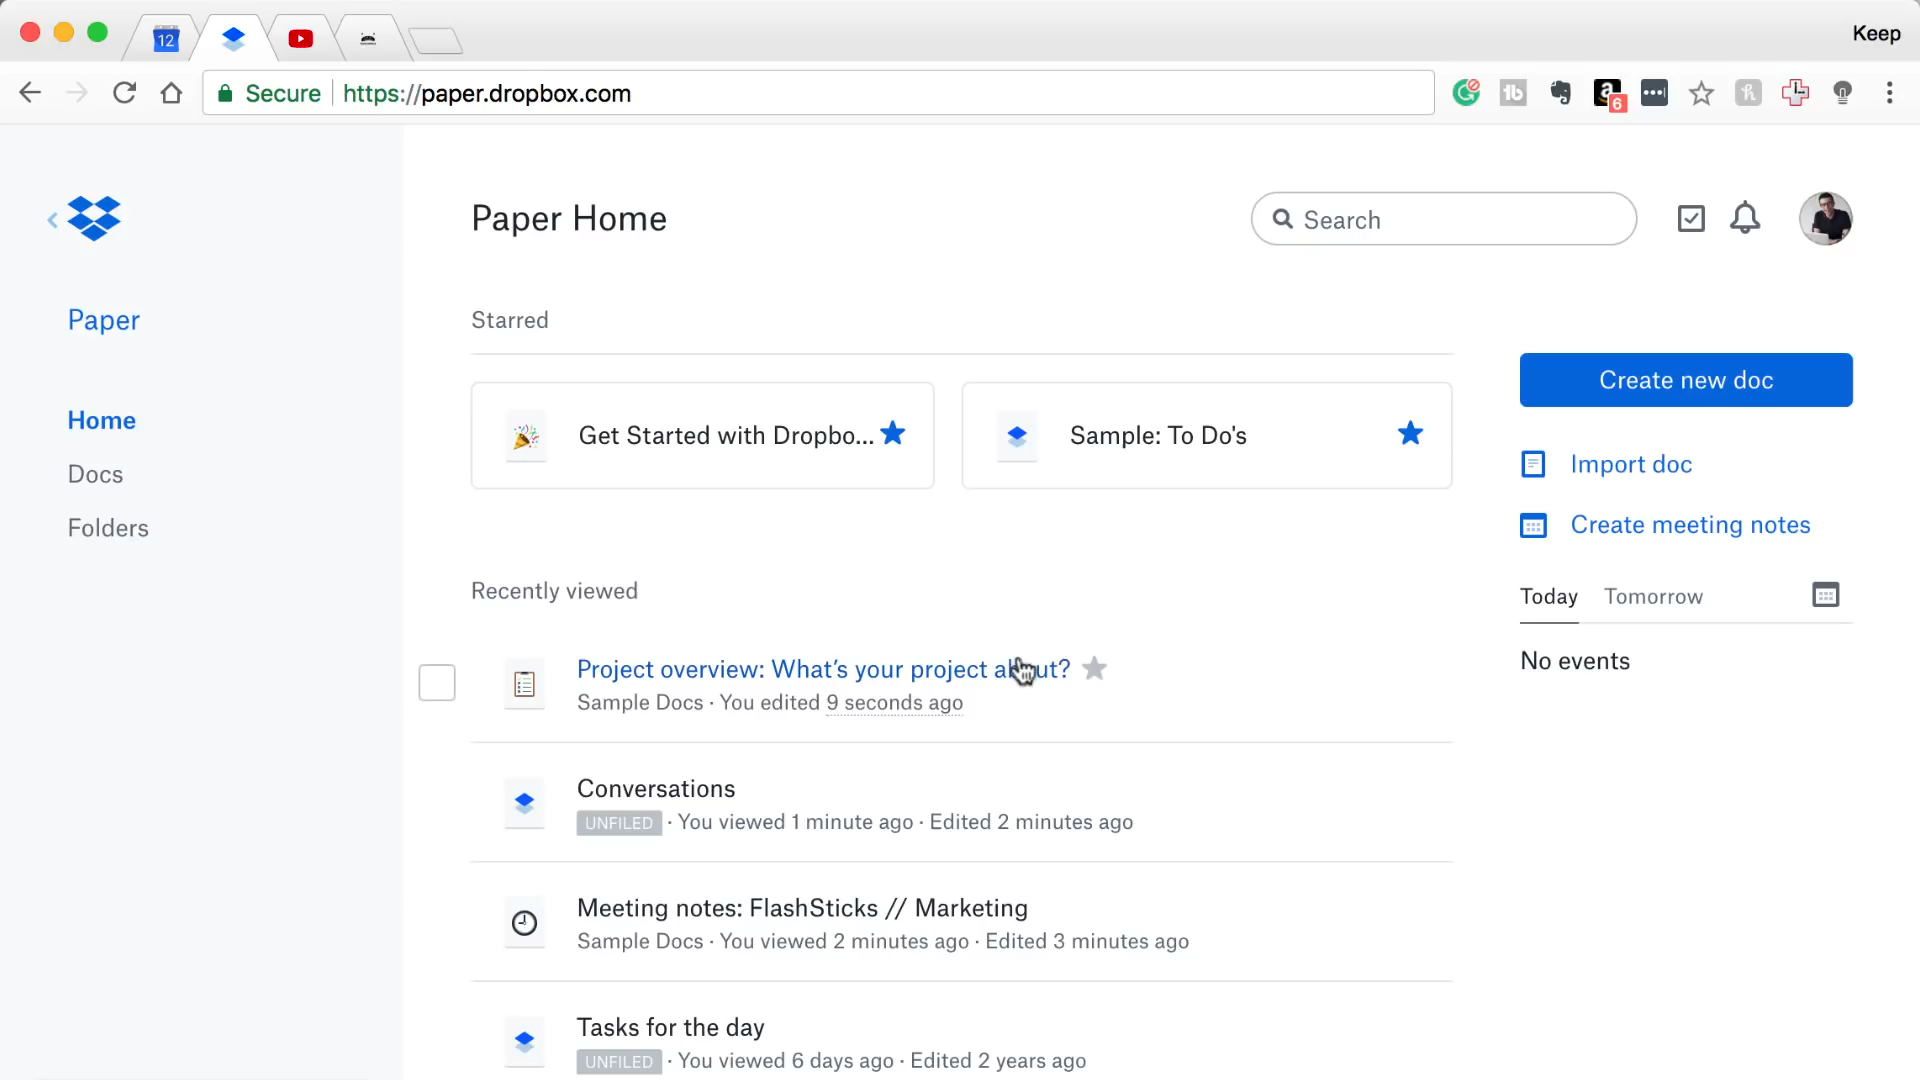 12
Keep
Secure https://paper.dropbox.com
6
Paper Home
Search
Paper
Home
Docs
Folders
Starred
Get Started with Dropbo...
Sample: To Do's
Create new doc
Import doc
Create meeting notes
Today Tomorrow
No events
Recently viewed
Project overview: What’s your project about?
Sample Docs · You edited 9 seconds ago
Conversations
UNFILED · You viewed 1 minute ago · Edited 2 minutes ago
Meeting notes: FlashSticks // Marketing
Sample Docs · You viewed 2 minutes ago · Edited 3 minutes ago
Tasks for the day
UNFILED · You viewed 6 days ago · Edited 2 years ago